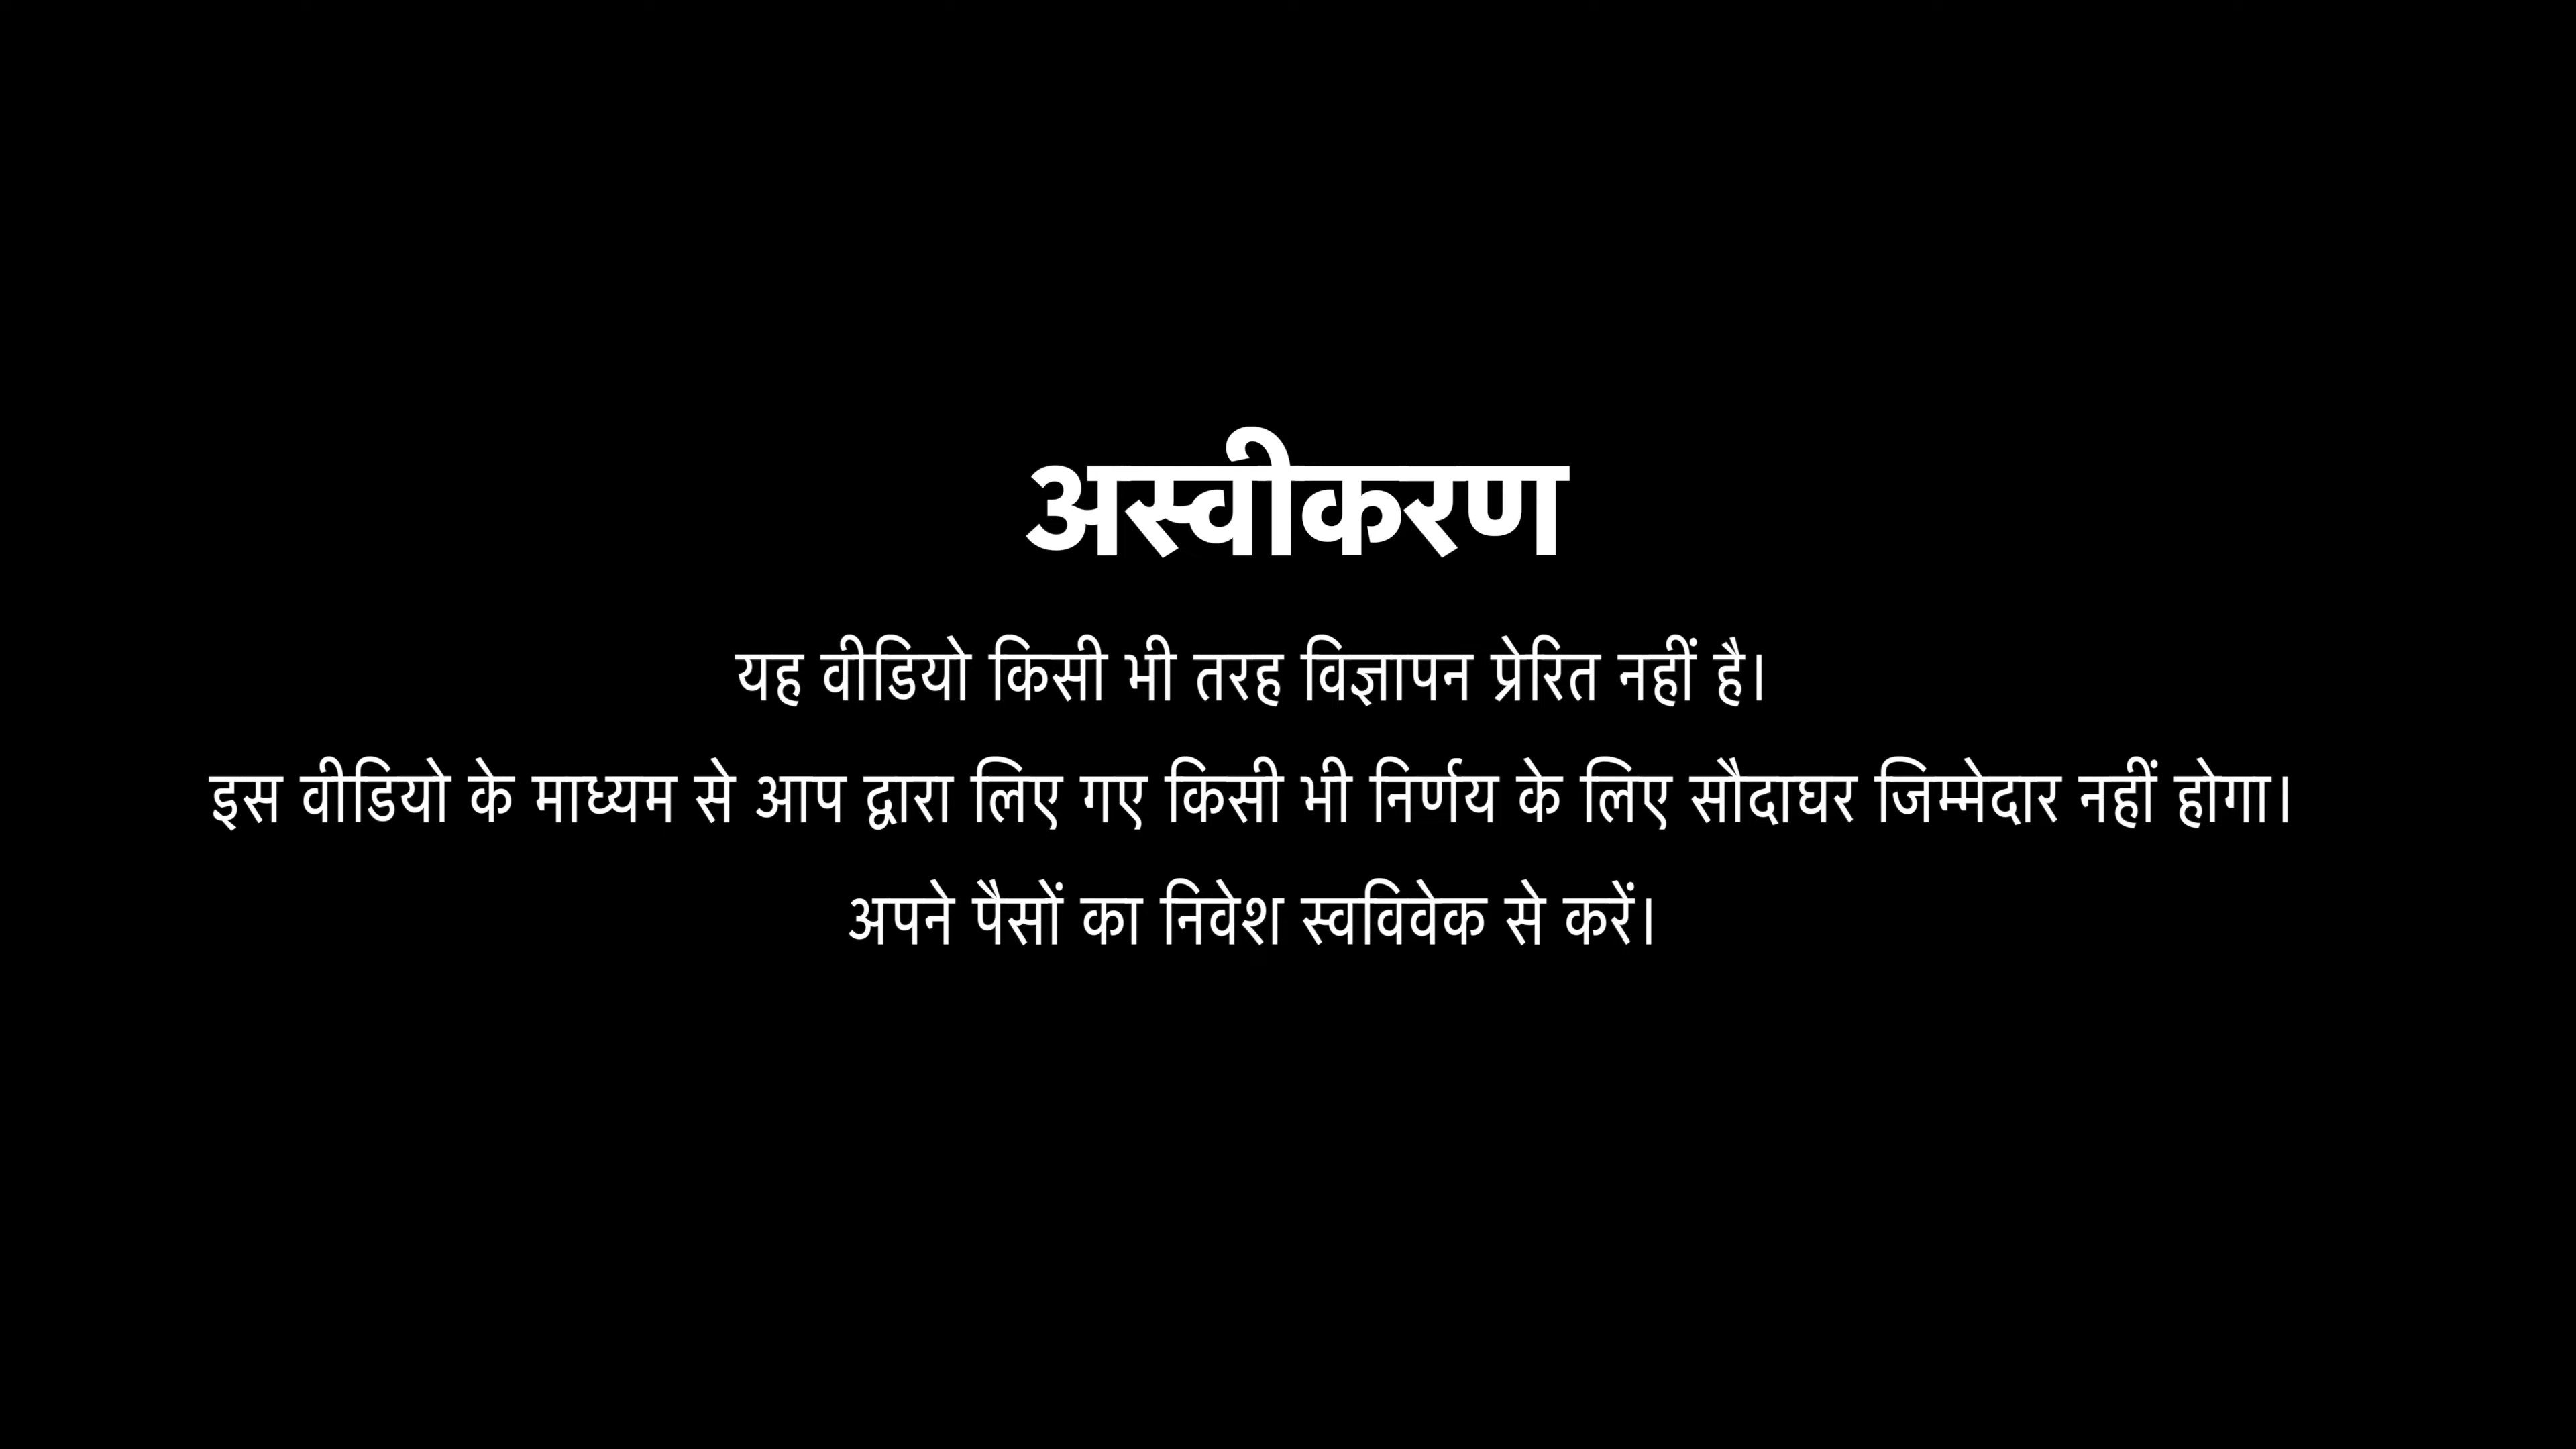 अस्वीकरण
यह वीडियो किसी भी तरह विज्ञापन प्रेरित नहीं है।
इस वीडियो के माध्यम से आप द्वारा लिए गए किसी भी निर्णय के लिए सौदाघर जिम्मेदार नहीं होगा।
अपने पैसों का निवेश स्वविवेक से करें।